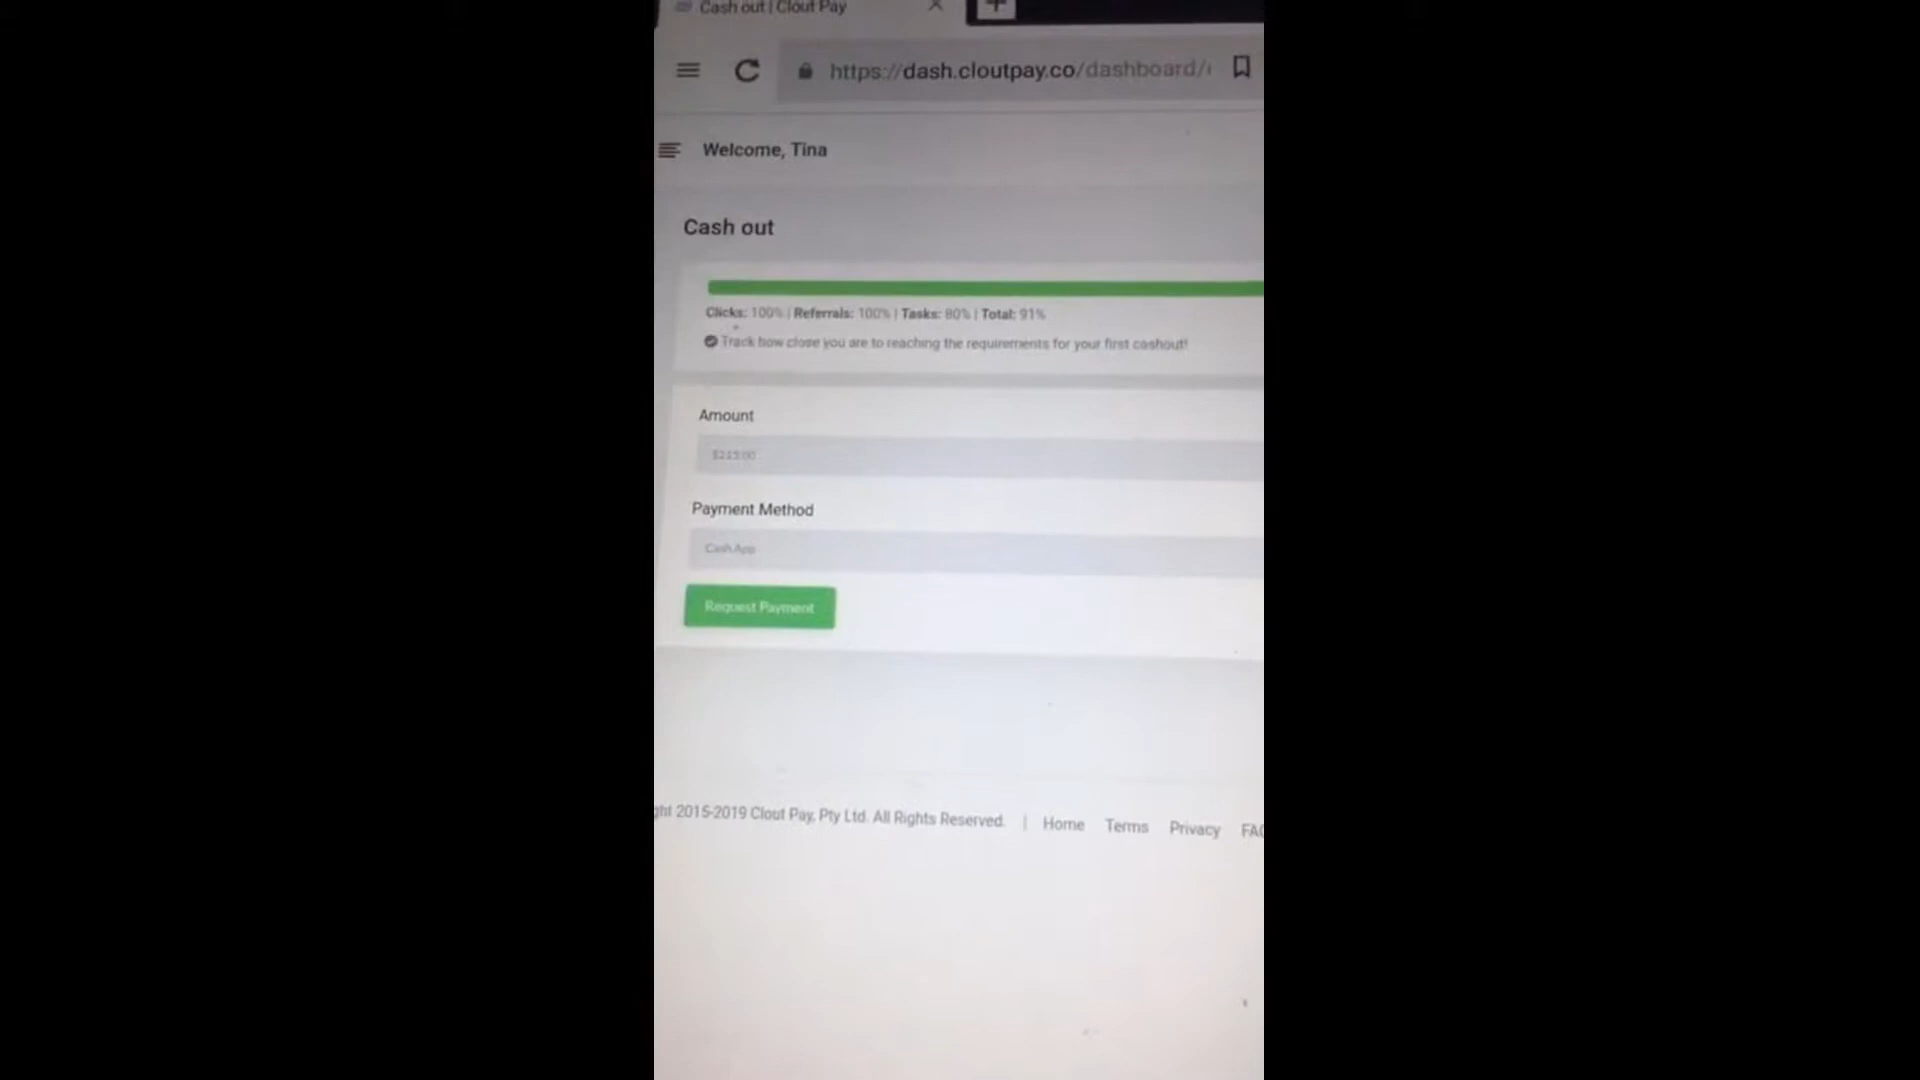 Cash out | Clout Pay
https://dash.cloutpay.co/dashboard/
Welcome, Tina
Cash out
Clicks: 100% | Referrals: 100% | Tasks: 80% | Total: 91%
Track how close you are to reaching the requirements for your first cashout!
Amount
Payment Method
Cash App
Request Payment
ght 2015-2019 Clout Pay, Pty Ltd. All Rights Reserved. | Home Terms Privacy FAQ